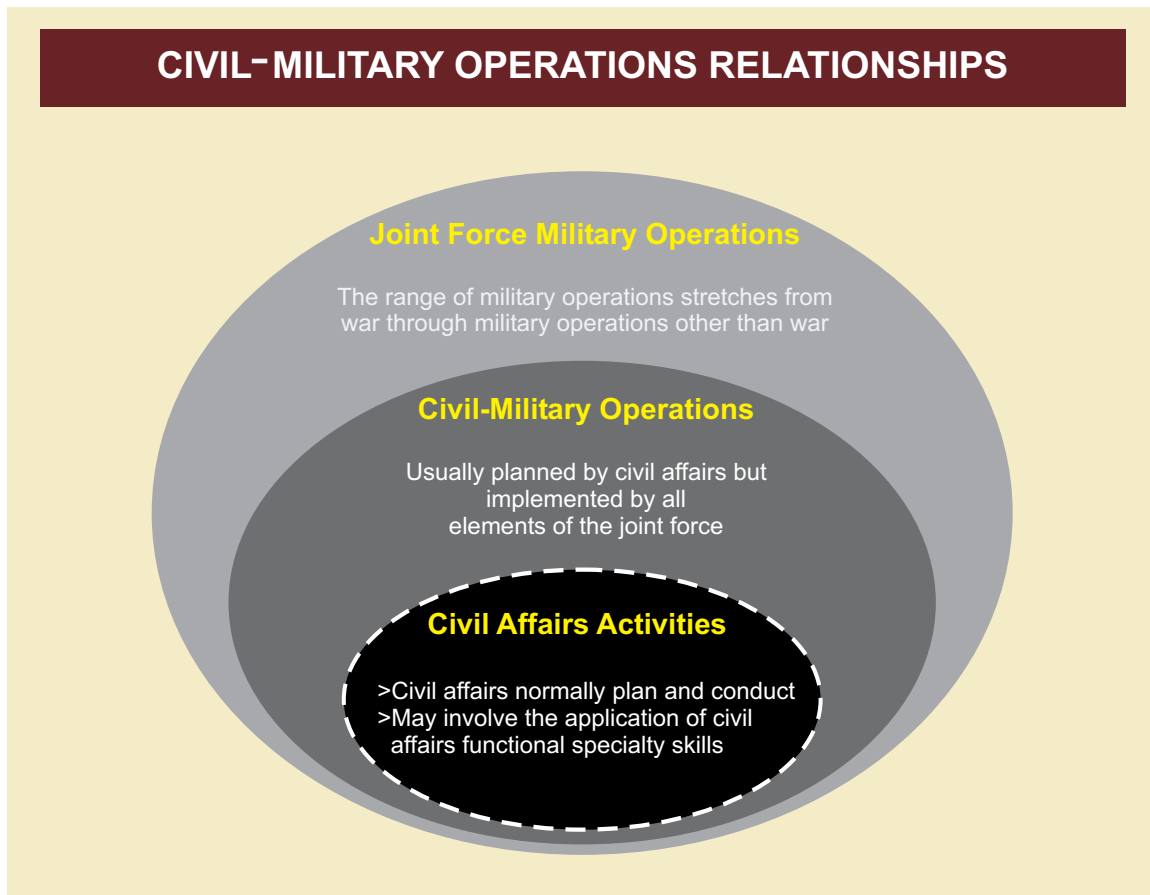 CIVIL-MILITARY OPERATIONS RELATIONSHIPS
Joint Force Military Operations
The range of military operations stretches from
war through military operations other than war
Civil-Military Operations
Usually planned by civil affairs but
implemented by all
elements of the joint force
Civil Affairs Activities
>Civil affairs normally plan and conduct
>May involve the application of civil
affairs functional specialty skills